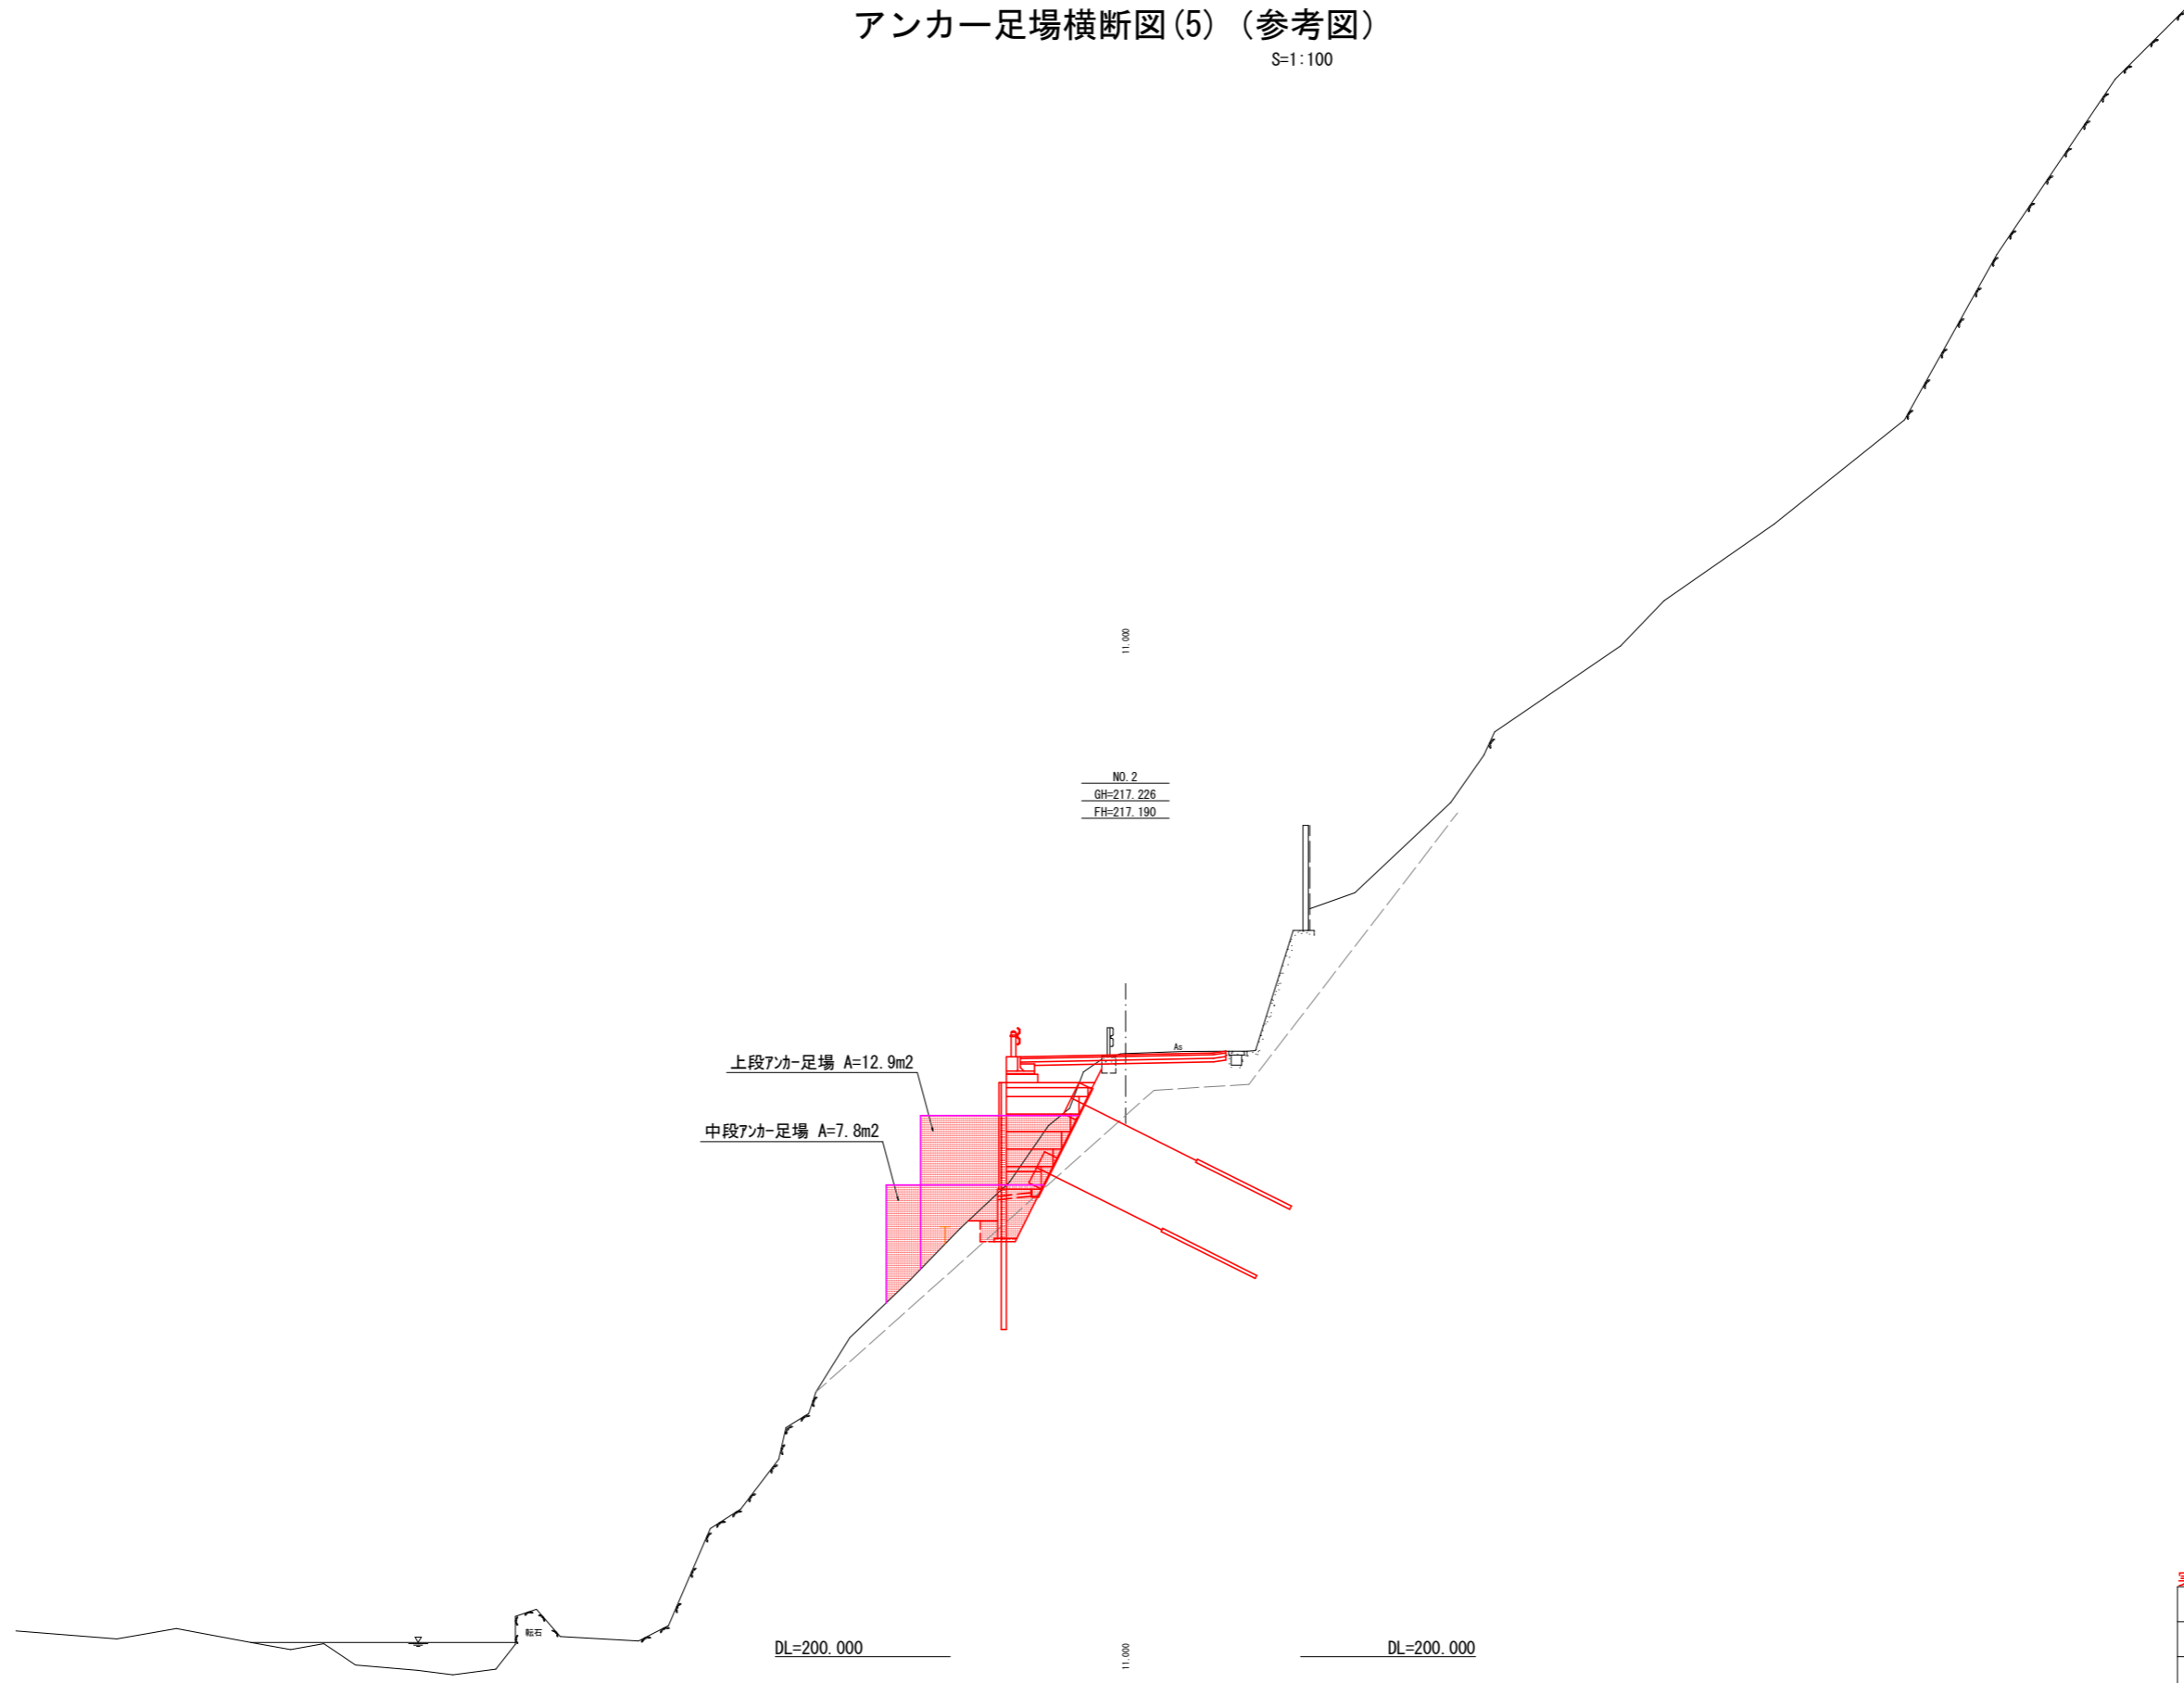 アンカー足場横断図(5)（参考図）
S=1:100
11.000
NO.2
GH=217.226
FH=217.190
As
上段ｱﾝｶｰ足場 A=12.9m2
中段ｱﾝｶｰ足場 A=7.8m2
転石
DL=200.000
11.000
DL=200.000